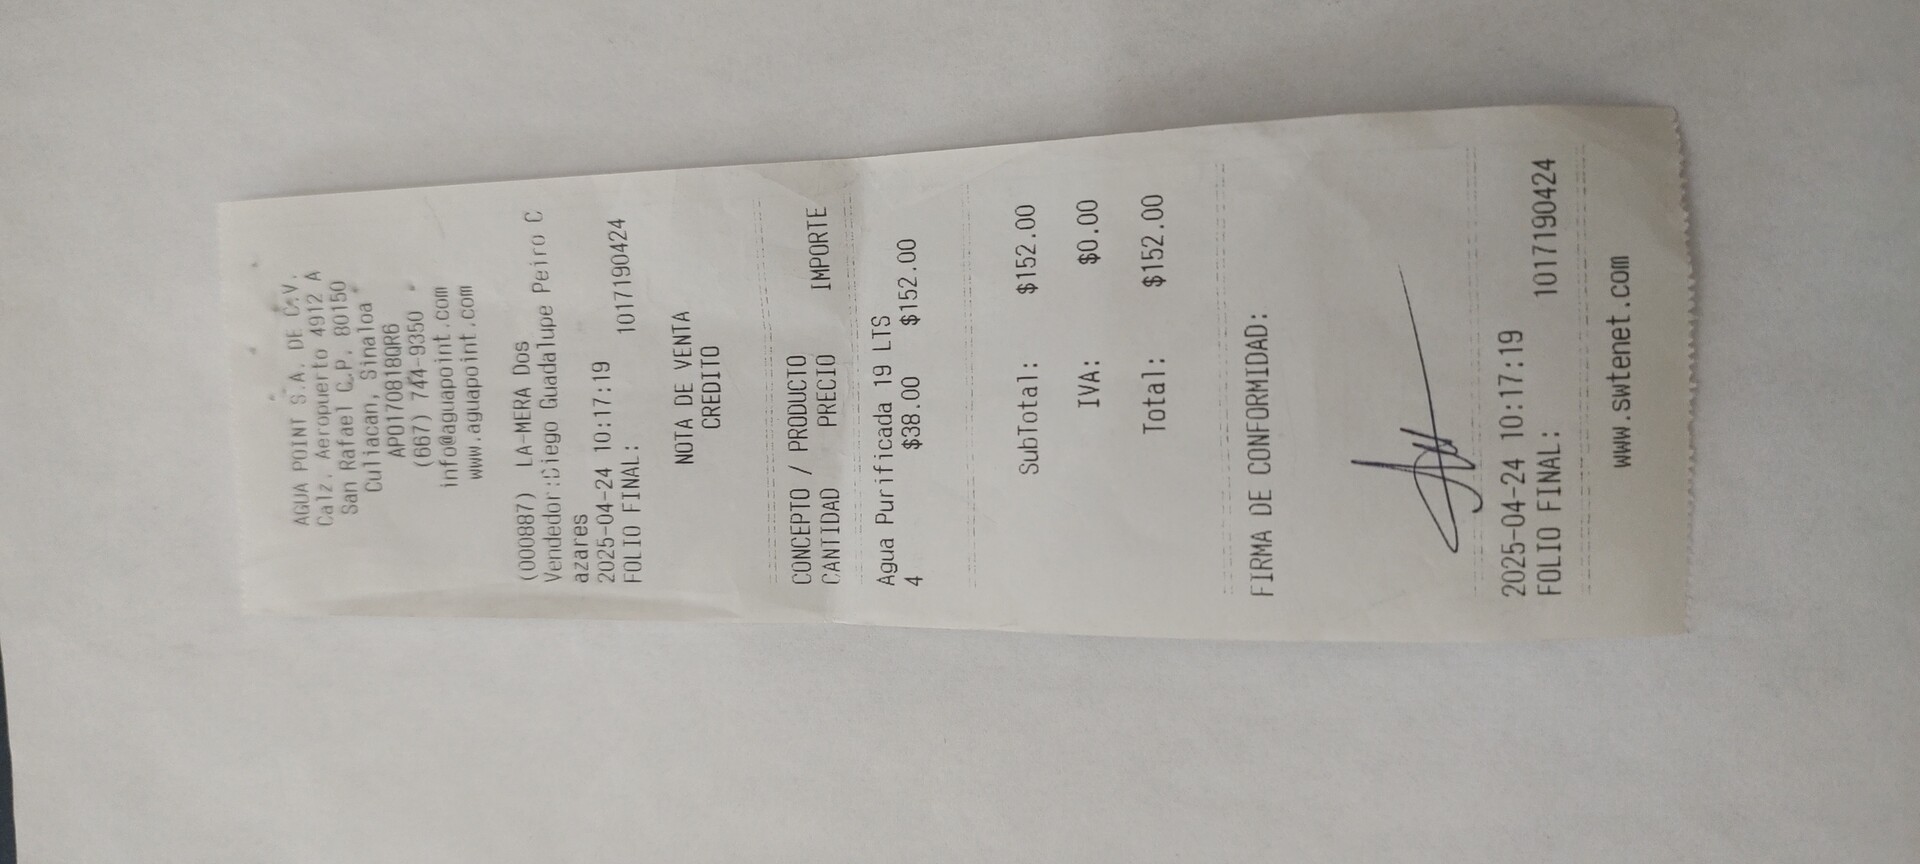 AGUA POINT S.A. DE C.V.
Calz. Aeropuerto 4912 A
San Rafael C.P. 80150
Culiacan, Sinaloa
APO170818QR6
(667) 744-9350
info@aguapoint.com
www.aguapoint.com
(000887) LA-MERA Dos
Vendedor:Diego Guadalupe Peiro C
azares
2025-04-24 10:17:19
FOLIO FINAL: 1017190424
NOTA DE VENTA
CREDITO
CONCEPTO / PRODUCTO
CANTIDAD PRECIO IMPORTE
Agua Purificada 19 LTS
4 $38.00 $152.00
SubTotal: $152.00
IVA: $0.00
Total: $152.00
FIRMA DE CONFORMIDAD:
2025-04-24 10:17:19
FOLIO FINAL: 1017190424
www.swtenet.com